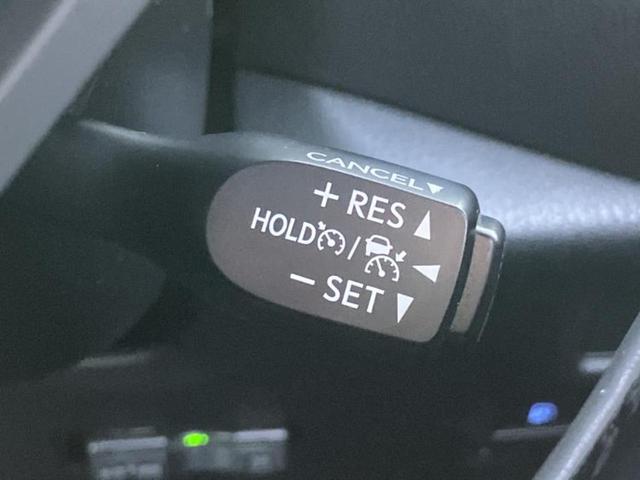 CANCEL▼
+ RES ▲
HOLD / ◀
− SET ▼